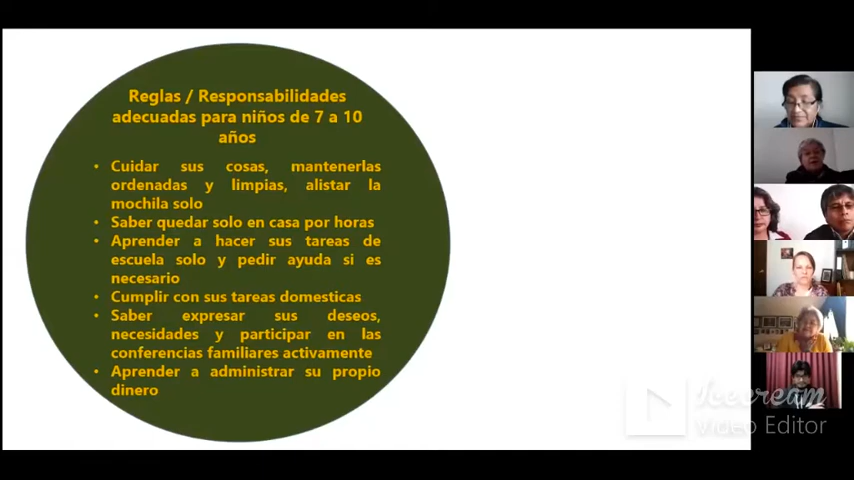 Reglas / Responsabilidades
adecuadas para niños de 7 a 10
años
• Cuidar sus cosas, mantenerlas
ordenadas y limpias, alistar la
mochila solo
• Saber quedar solo en casa por horas
• Aprender a hacer sus tareas de
escuela solo y pedir ayuda si es
necesario
• Cumplir con sus tareas domesticas
• Saber expresar sus deseos,
necesidades y participar en las
conferencias familiares activamente
• Aprender a administrar su propio
dinero
Icecream
Video Editor